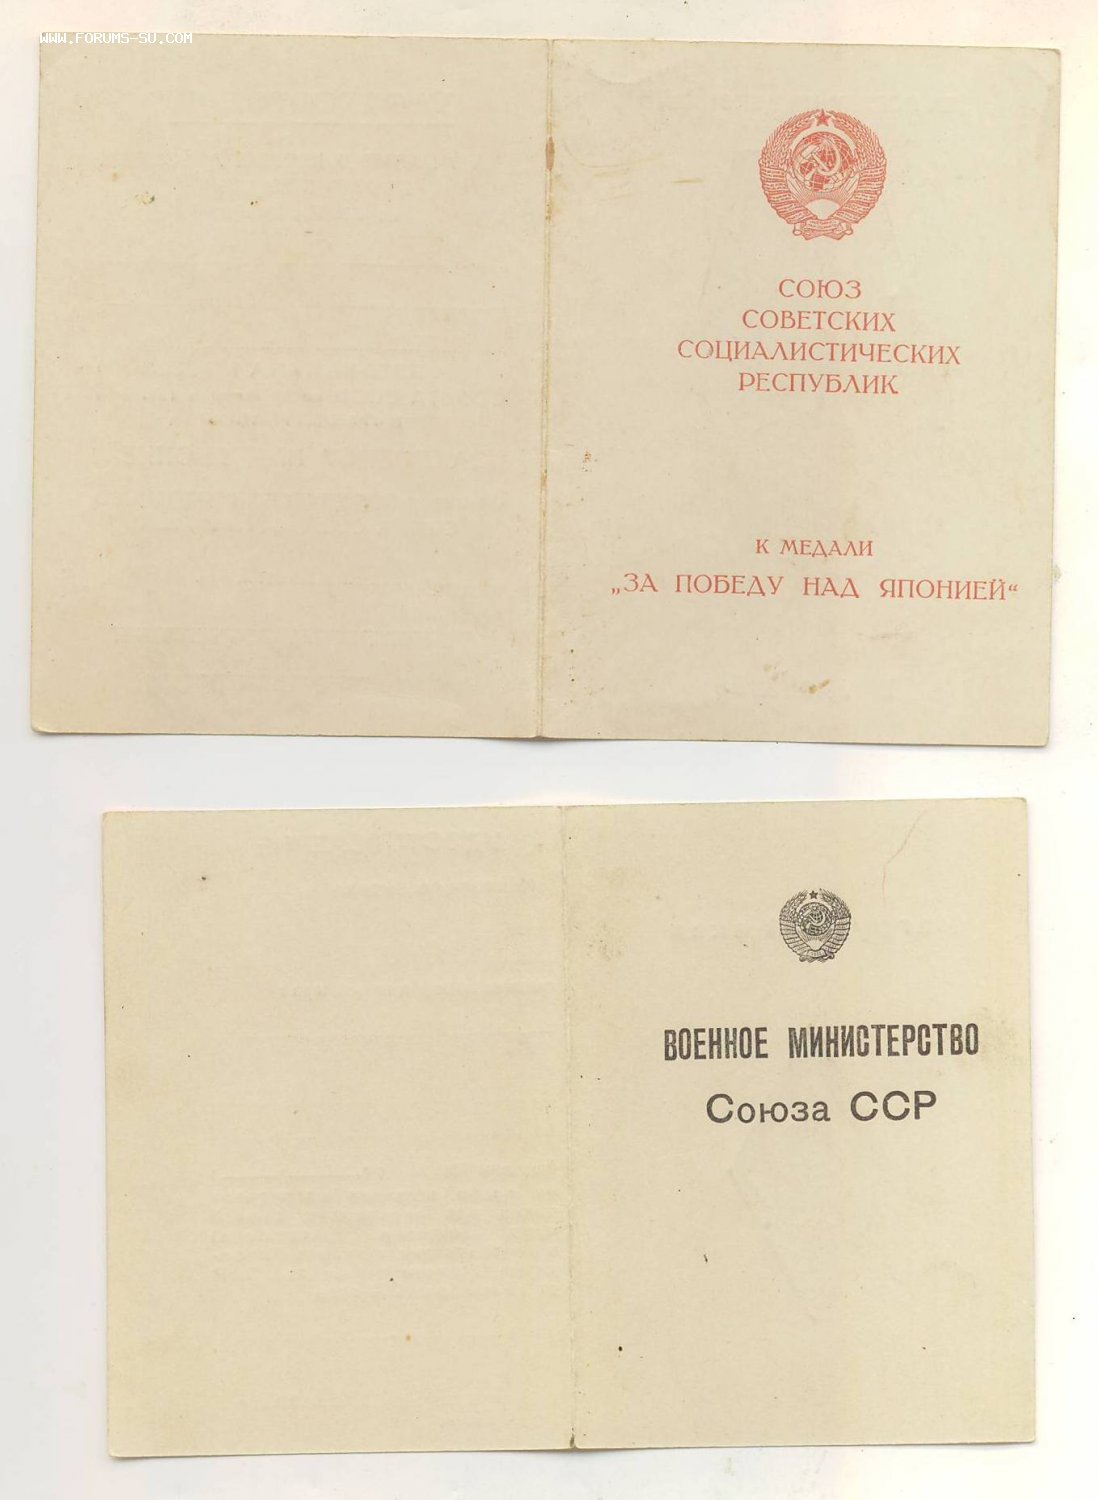 WWW.FORUMS-SU.COM
СОЮЗ
СОВЕТСКИХ
СОЦИАЛИСТИЧЕСКИХ
РЕСПУБЛИК
К МЕДАЛИ
„ЗА ПОБЕДУ НАД ЯПОНИЕЙ“
ВОЕННОЕ МИНИСТЕРСТВО
Союза ССР